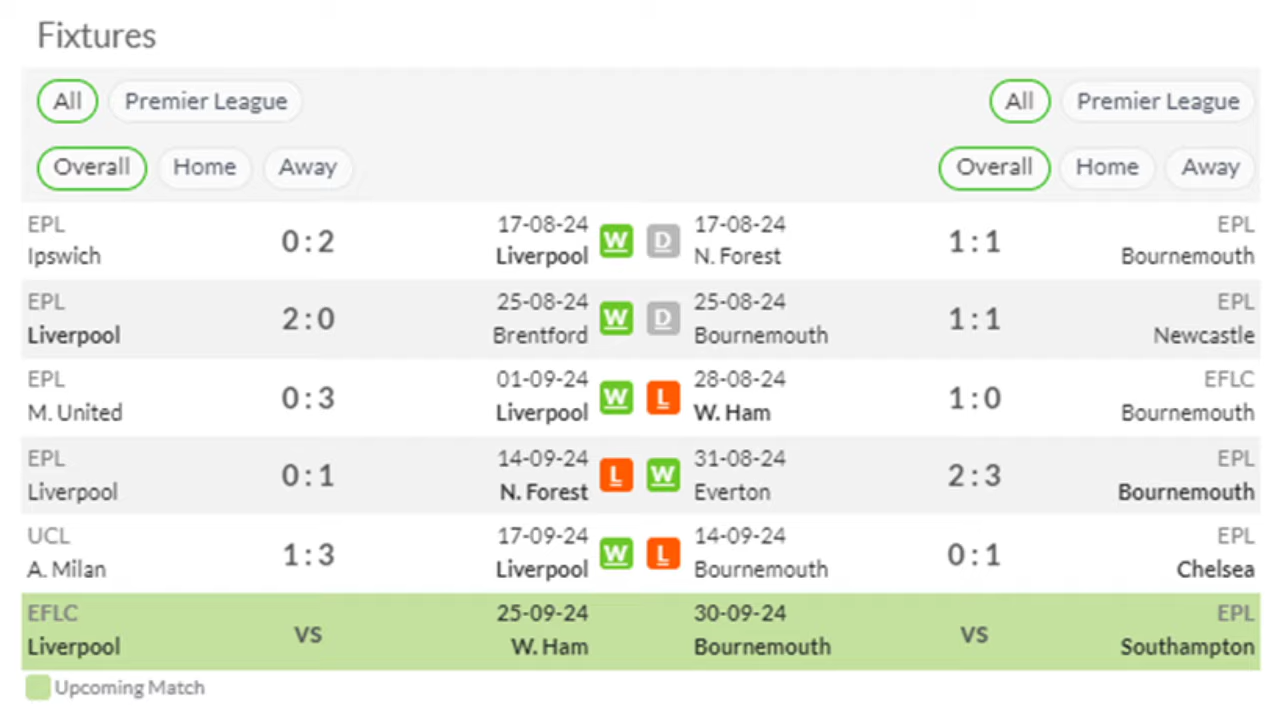 Fixtures
All Premier League All Premier League
Overall Home Away Overall Home Away
EPL 17-08-24 17-08-24 EPL
Ipswich 0 : 2 Liverpool W D N. Forest 1 : 1 Bournemouth
EPL 25-08-24 25-08-24 EPL
Liverpool 2 : 0 Brentford W D Bournemouth 1 : 1 Newcastle
EPL 01-09-24 28-08-24 EFLC
M. United 0 : 3 Liverpool W L W. Ham 1 : 0 Bournemouth
EPL 14-09-24 31-08-24 EPL
Liverpool 0 : 1 N. Forest L W Everton 2 : 3 Bournemouth
UCL 17-09-24 14-09-24 EPL
A. Milan 1 : 3 Liverpool W L Bournemouth 0 : 1 Chelsea
EFLC 25-09-24 30-09-24 EPL
Liverpool VS W. Ham Bournemouth VS Southampton
Upcoming Match